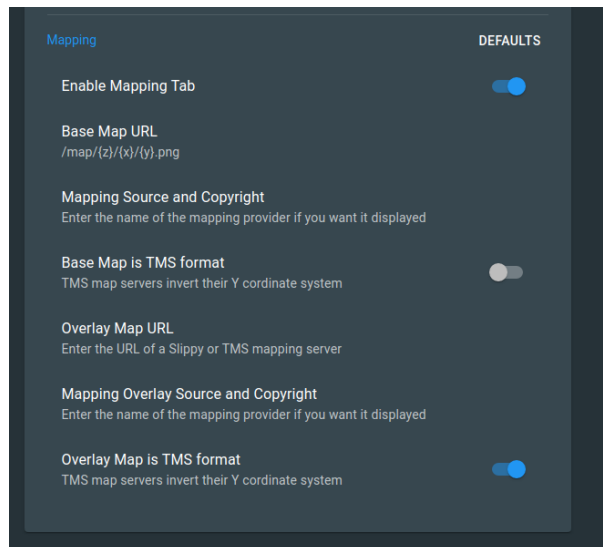 Mapping
DEFAULTS
Enable Mapping Tab
Base Map URL
/map/{z}/{x}/{y}.png
Mapping Source and Copyright
Enter the name of the mapping provider if you want it displayed
Base Map is TMS format
TMS map servers invert their Y cordinate system
Overlay Map URL
Enter the URL of a Slippy or TMS mapping server
Mapping Overlay Source and Copyright
Enter the name of the mapping provider if you want it displayed
Overlay Map is TMS format
TMS map servers invert their Y cordinate system